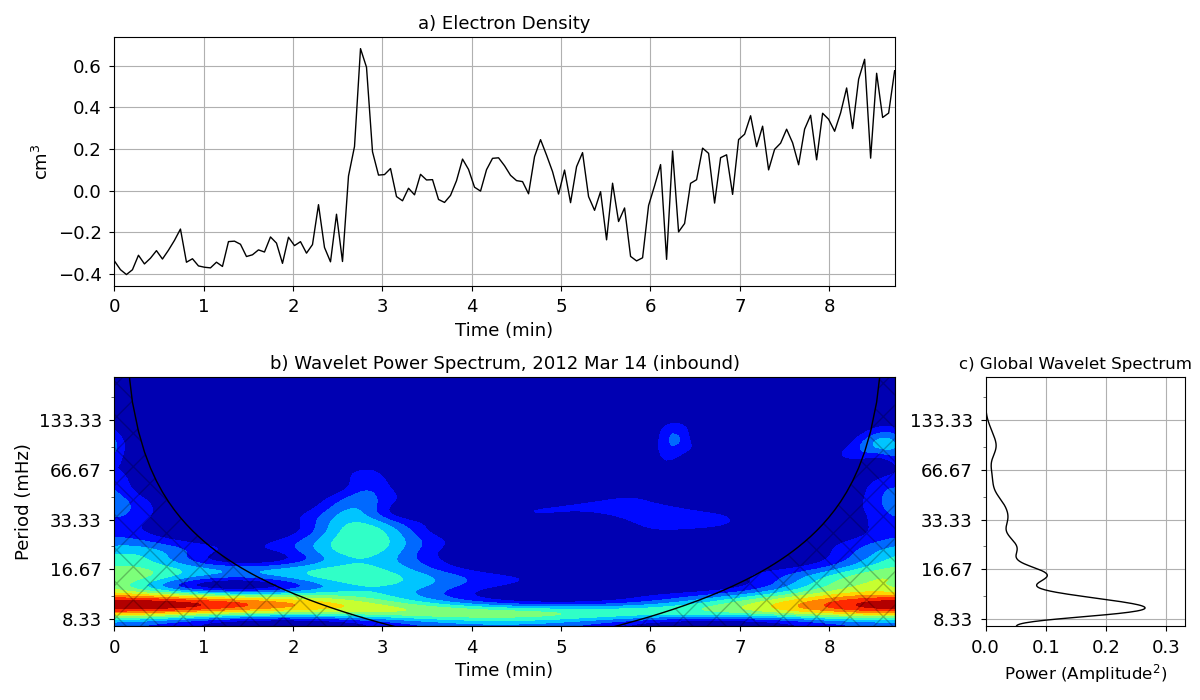 a) Electron Density
cm³
0.6
0.4
0.2
0.0
−0.2
−0.4
0 1 2 3 4 5 6 7 8
Time (min)
b) Wavelet Power Spectrum, 2012 Mar 14 (inbound)
Period (mHz)
133.33
66.67
33.33
16.67
8.33
0 1 2 3 4 5 6 7 8
Time (min)
c) Global Wavelet Spectrum
133.33
66.67
33.33
16.67
8.33
0.0 0.1 0.2 0.3
Power (Amplitude²)